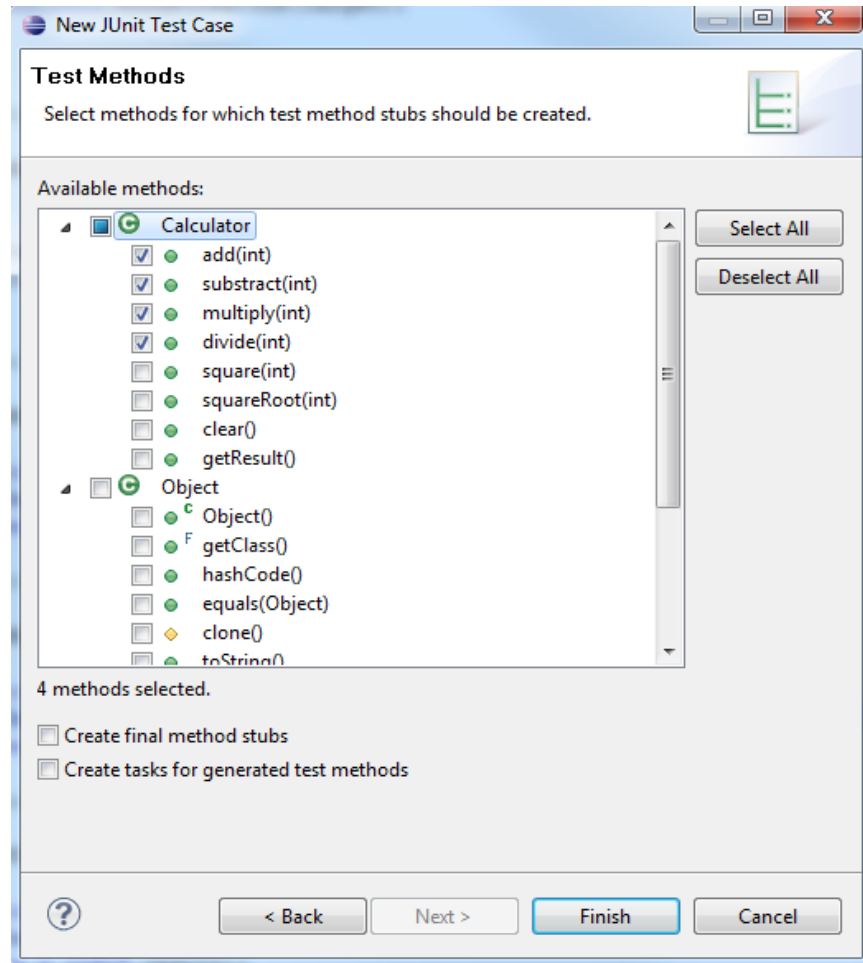 New JUnit Test Case
Test Methods
Select methods for which test method stubs should be created.
Available methods:
Calculator
Select All
add(int)
substract(int)
Deselect All
multiply(int)
divide(int)
square(int)
squareRoot(int)
clear()
getResult()
Object
C Object()
F getClass()
hashCode()
equals(Object)
clone()
toString()
4 methods selected.
Create final method stubs
Create tasks for generated test methods
? < Back Next > Finish Cancel